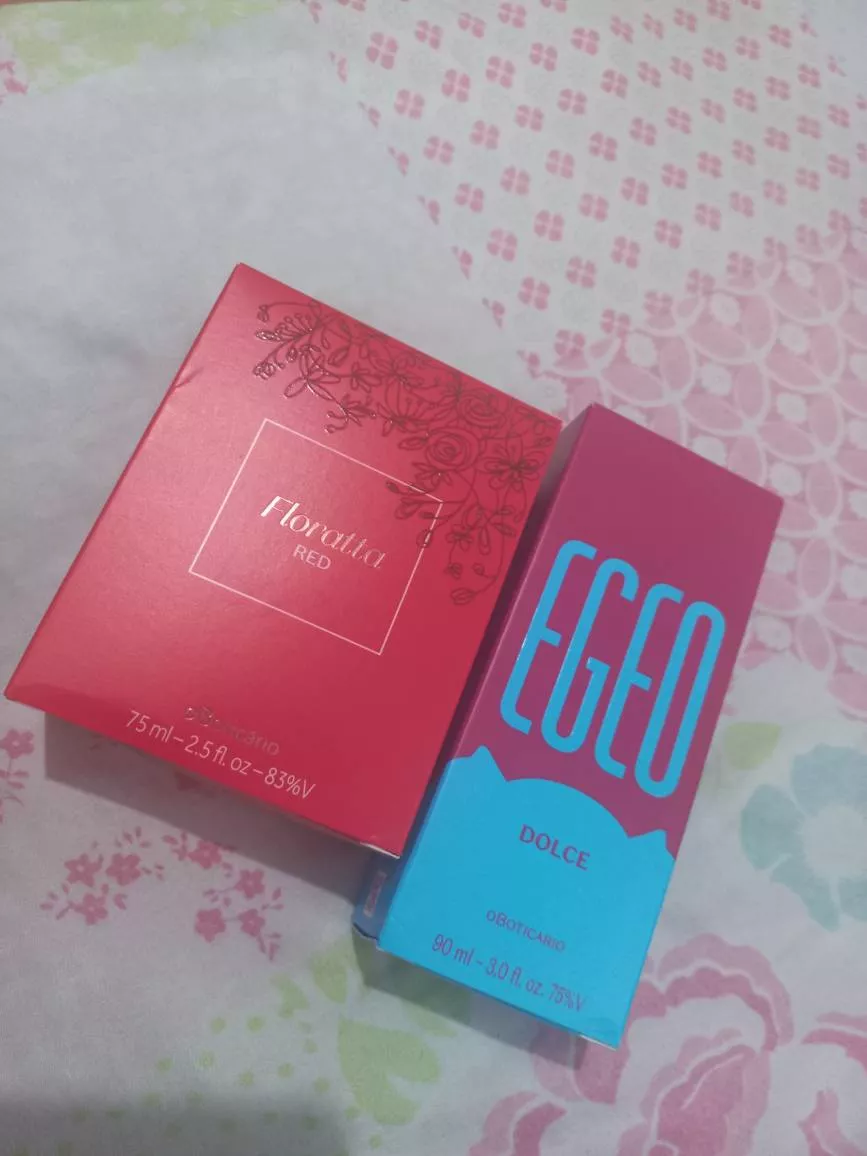 Floratta
RED
oBoticário
75 ml – 2.5 fl. oz – 83%V
EGEO
DOLCE
oBOTICÁRIO
90 ml – 3.0 fl. oz. 75%V